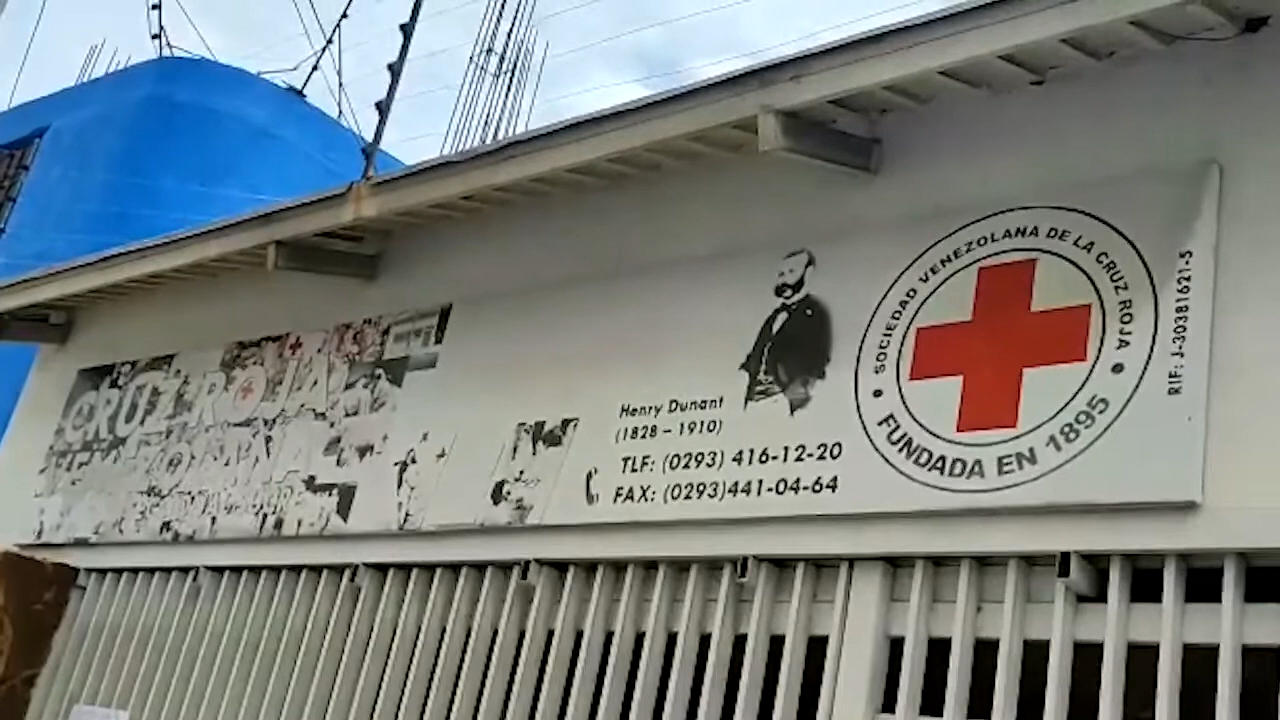 CRUZ ROJA
Henry Dunant
(1828 – 1910)
TLF: (0293) 416-12-20
FAX: (0293)441-04-64
SOCIEDAD VENEZOLANA DE LA CRUZ ROJA
FUNDADA EN 1895
RIF: J-30381621-5